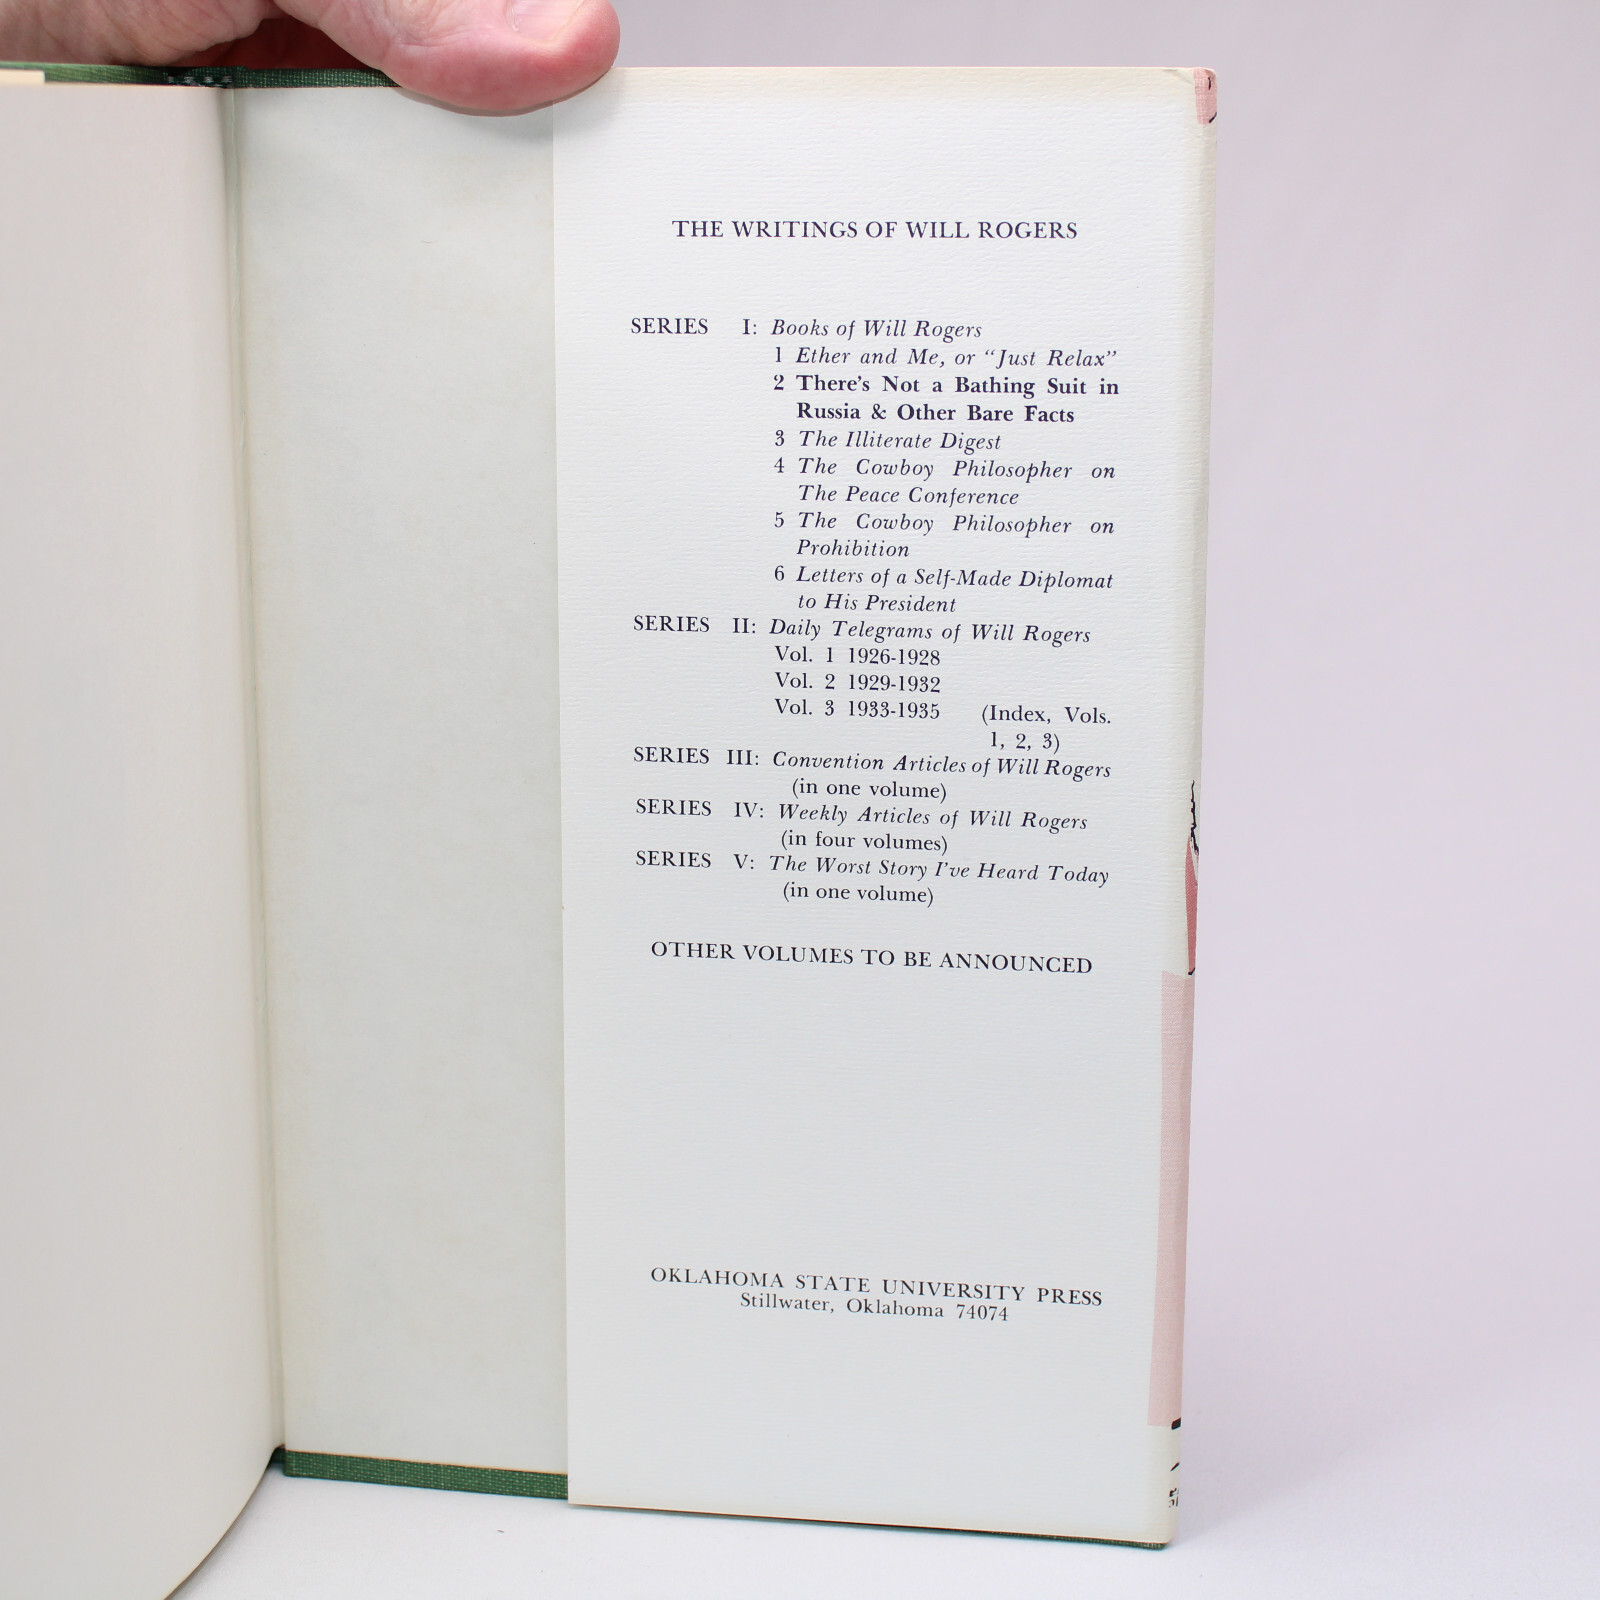 THE WRITINGS OF WILL ROGERS
SERIES I: Books of Will Rogers
1 Ether and Me, or “Just Relax”
2 There's Not a Bathing Suit in
Russia & Other Bare Facts
3 The Illiterate Digest
4 The Cowboy Philosopher on
The Peace Conference
5 The Cowboy Philosopher on
Prohibition
6 Letters of a Self-Made Diplomat
to His President
SERIES II: Daily Telegrams of Will Rogers
Vol. 1 1926-1928
Vol. 2 1929-1932
Vol. 3 1933-1935 (Index, Vols.
1, 2, 3)
SERIES III: Convention Articles of Will Rogers
(in one volume)
SERIES IV: Weekly Articles of Will Rogers
(in four volumes)
SERIES V: The Worst Story I've Heard Today
(in one volume)
OTHER VOLUMES TO BE ANNOUNCED
OKLAHOMA STATE UNIVERSITY PRESS
Stillwater, Oklahoma 74074